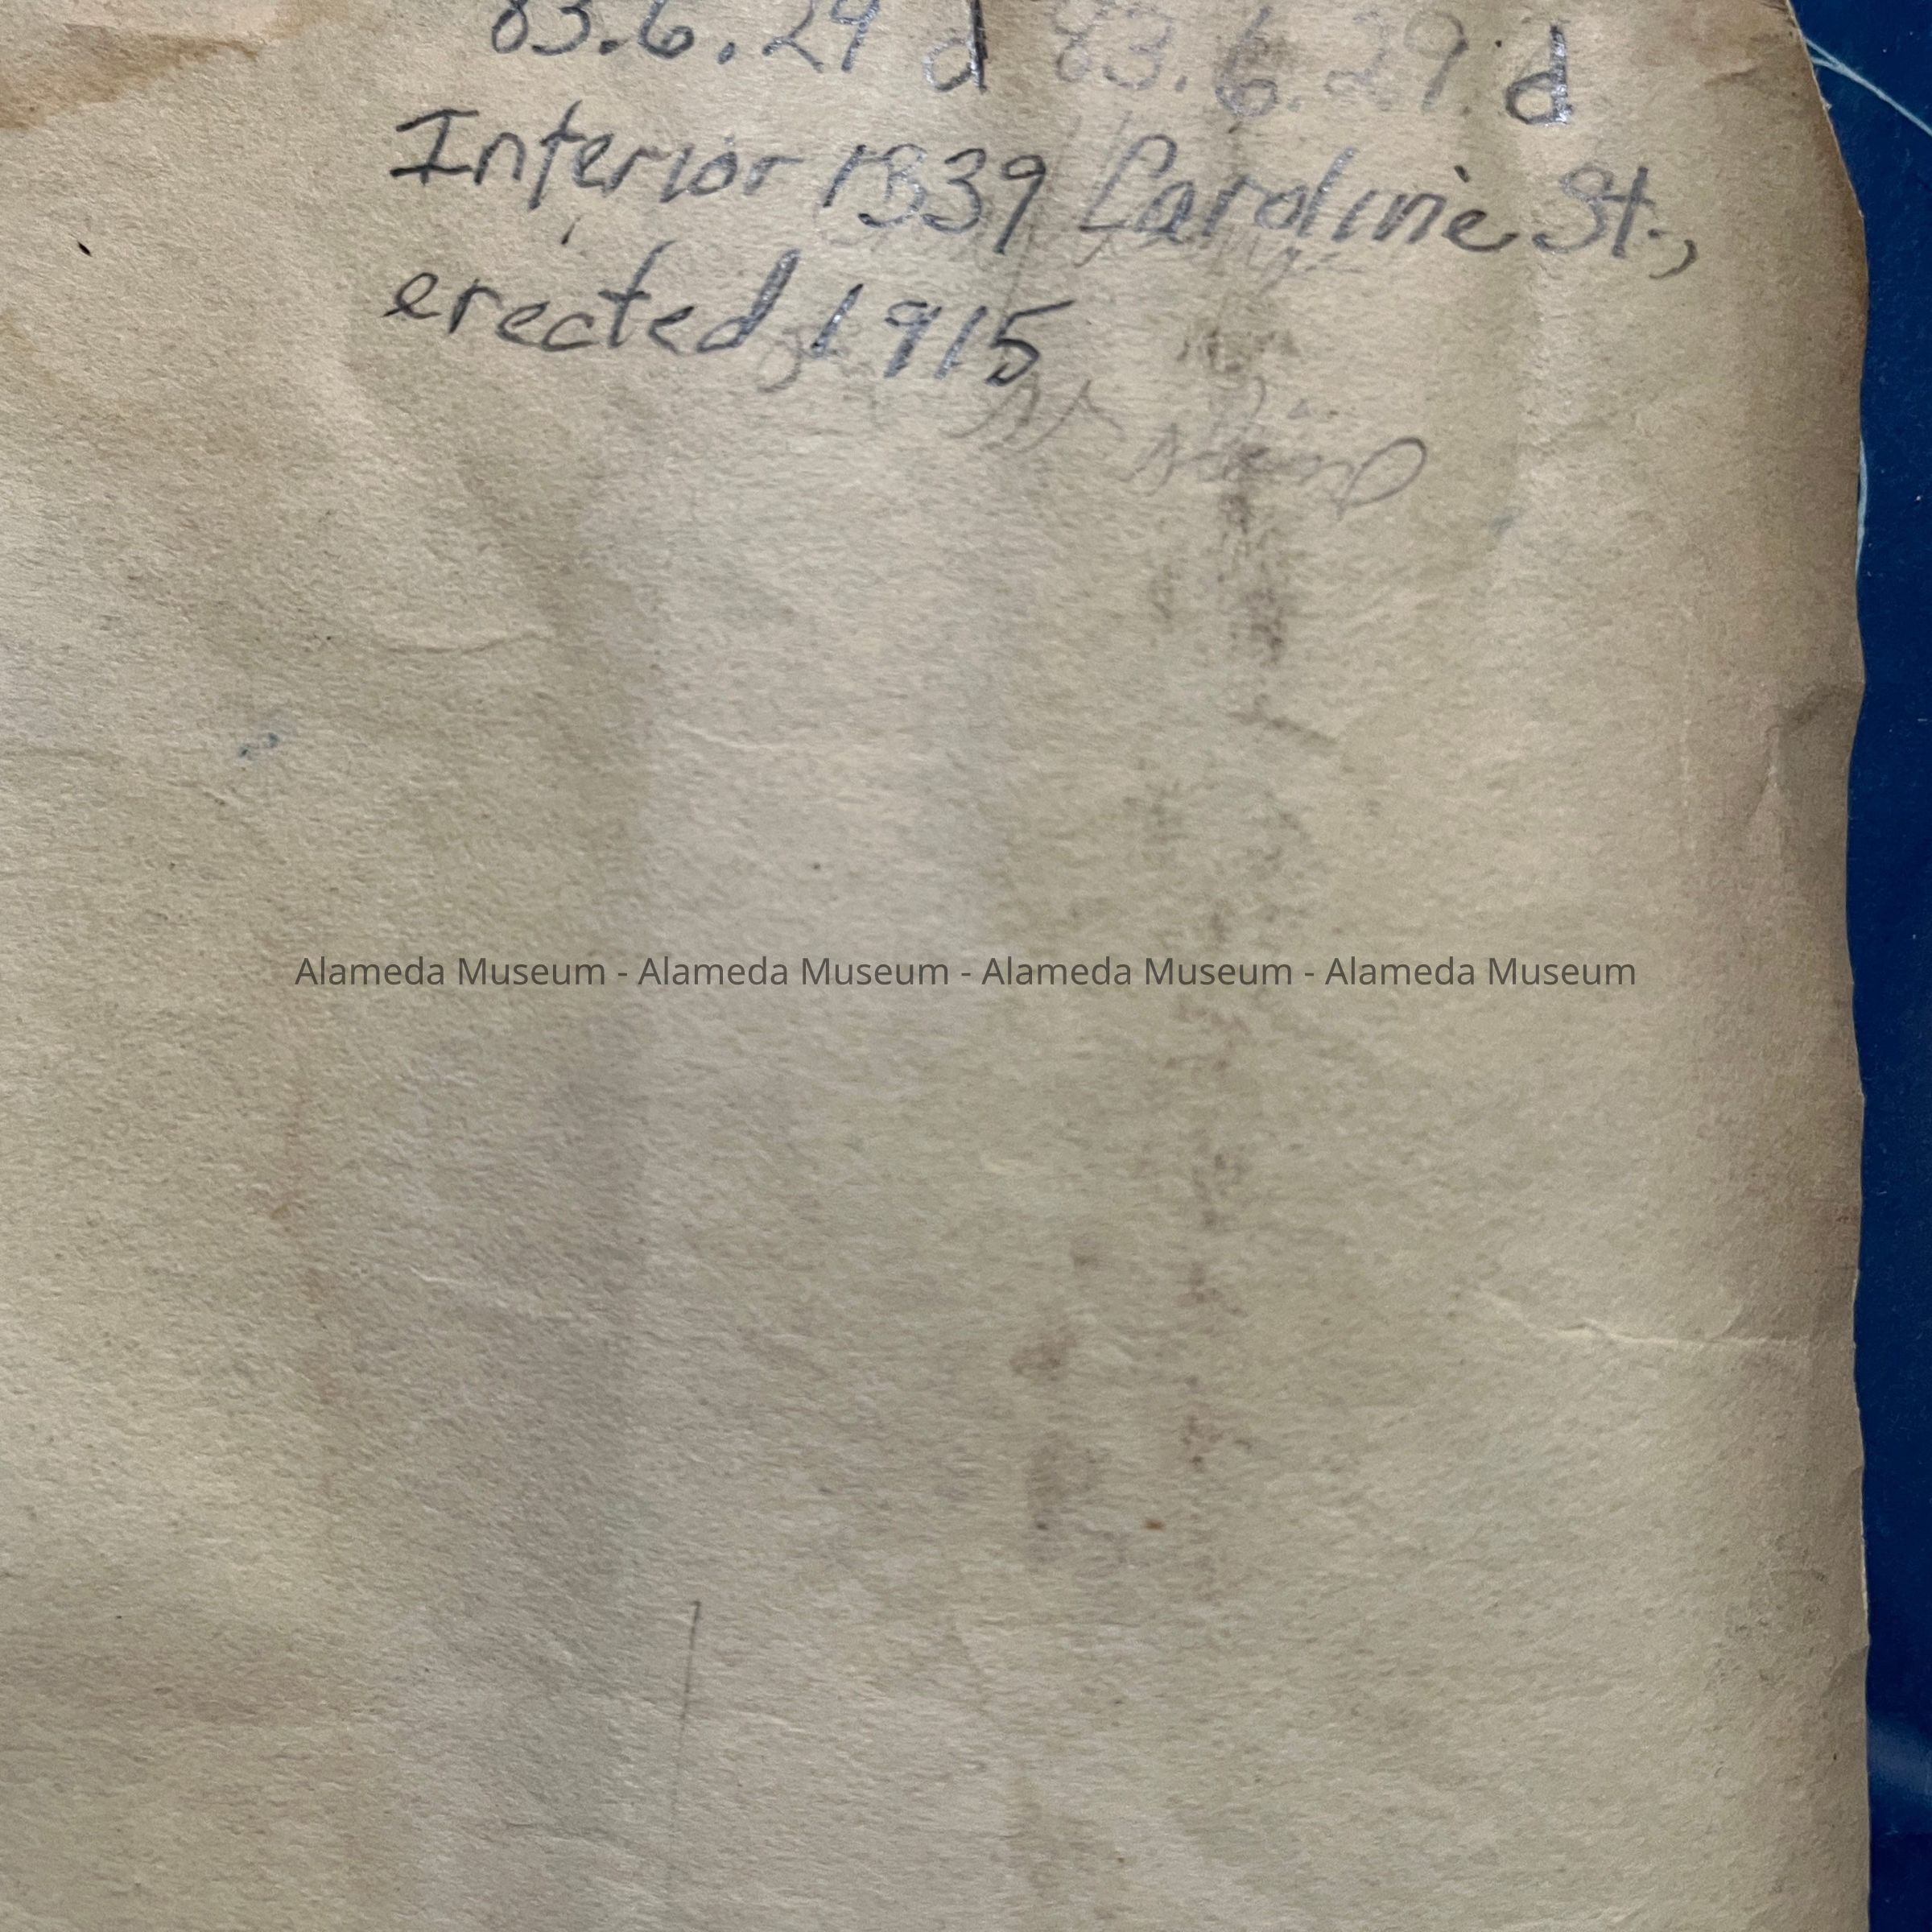 83.6.29 d 83.6.29 d
Interior 1339 Caroline St.,
erected 1915
Alameda Museum - Alameda Museum - Alameda Museum - Alameda Museum